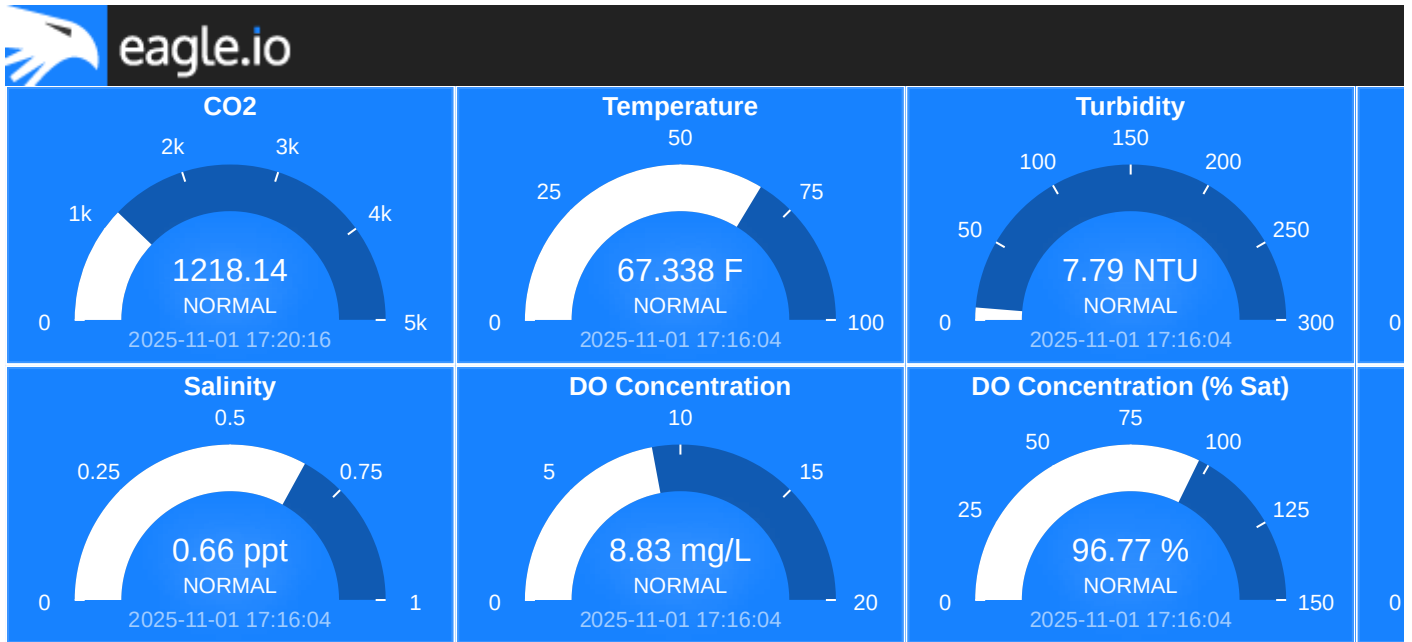 eagle.io
CO2
2k
3k
1k
4k
1218.14
NORMAL
0
5k
2025-11-01 17:20:16
Temperature
50
25
75
67.338 F
NORMAL
0
100
2025-11-01 17:16:04
Turbidity
150
100
200
50
250
7.79 NTU
NORMAL
0
300
2025-11-01 17:16:04
0
Salinity
0.5
0.25
0.75
0.66 ppt
NORMAL
0
1
2025-11-01 17:16:04
DO Concentration
10
5
15
8.83 mg/L
NORMAL
0
20
2025-11-01 17:16:04
DO Concentration (% Sat)
75
50
100
25
125
96.77 %
NORMAL
0
150
2025-11-01 17:16:04
0